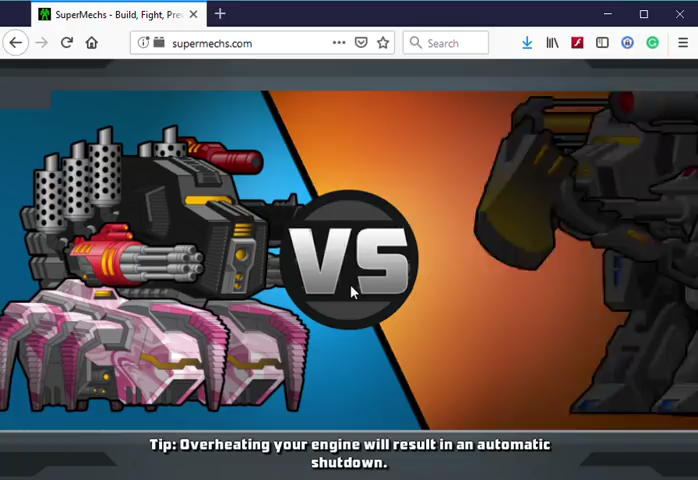 SuperMechs - Build, Fight, Pre
supermechs.com
Search
VS
Tip: Overheating your engine will result in an automatic
shutdown.